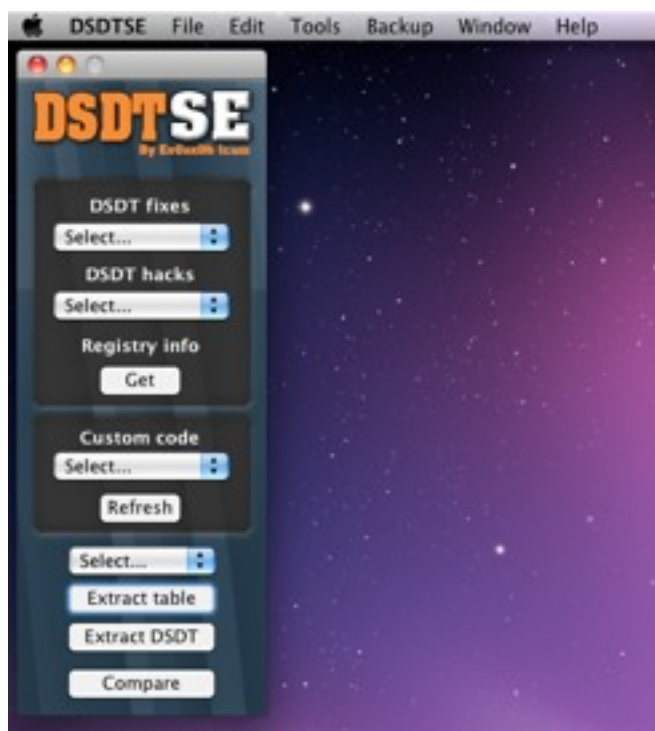 DSDTSE File Edit Tools Backup Window Help
DSDTSE
DSDT fixes
Select...
DSDT hacks
Select...
Registry info
Get
Custom code
Select...
Refresh
Select....
Extract table
Extract DSDT
Compare